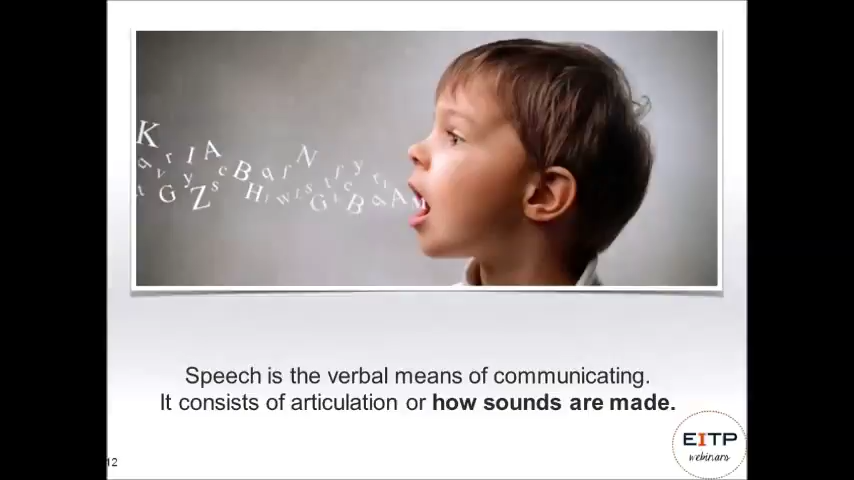 Speech is the verbal means of communicating.
It consists of articulation or how sounds are made.
EITP
webinars
12